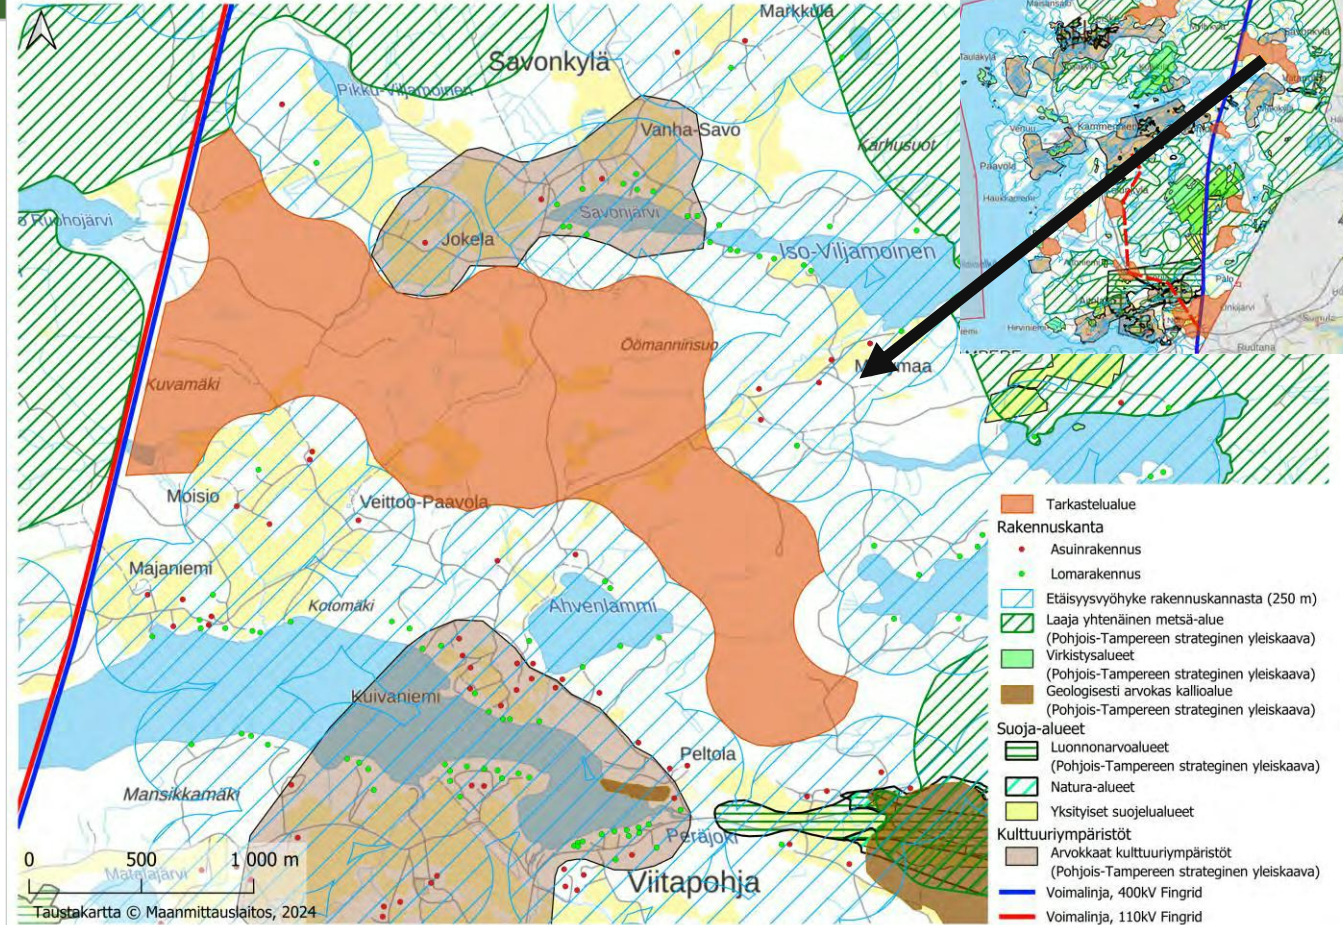 Markkula
Savonkylä
Pikku-Viljamoinen
Vanha-Savo
Karhusuot
Ruohojärvi
Savonjärvi
Jokela
Iso-Viljamoinen
Öömanninsuo
Kuvamäki
Moisio
Veittoo-Paavola
Majaniemi
Kotomäki
Ahvenlammi
Kuivaniemi
Peltola
Mansikkamäki
Peräjoki
Viitapohja
Matelajärvi
0 500 1 000 m
Taustakartta © Maanmittauslaitos, 2024
Paavola
Ruutana
Tarkastelualue
Rakennuskanta
Asuinrakennus
Lomarakennus
Etäisyysvyöhyke rakennuskannasta (250 m)
Laaja yhtenäinen metsä-alue
(Pohjois-Tampereen strateginen yleiskaava)
Virkistysalueet
(Pohjois-Tampereen strateginen yleiskaava)
Geologisesti arvokas kallioalue
(Pohjois-Tampereen strateginen yleiskaava)
Suoja-alueet
Luonnonarvoalueet
(Pohjois-Tampereen strateginen yleiskaava)
Natura-alueet
Yksityiset suojelualueet
Kulttuuriympäristöt
Arvokkaat kulttuuriympäristöt
(Pohjois-Tampereen strateginen yleiskaava)
Voimalinja, 400kV Fingrid
Voimalinja, 110kV Fingrid